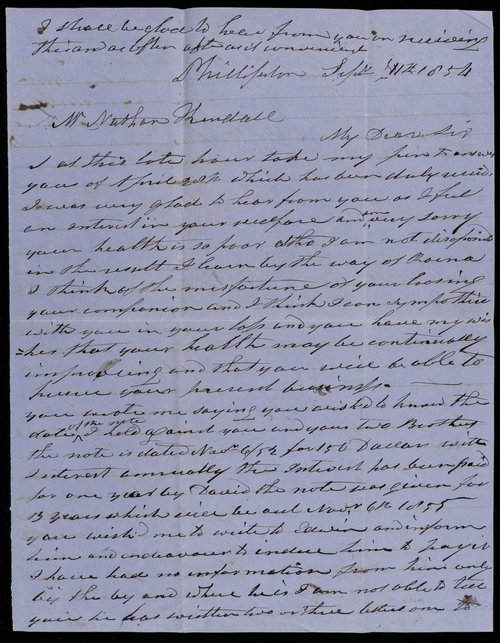 I shall be glad to hear from you on receiving
this and as often after as is convenient
Phillipston Sept 11th 1854
Mr Nathan Kendall
My Dear Sir
I at this late hour take my pen to answer
yours of April 28th which has been duly received
I was very glad to hear from you as I feel
an interest in your welfare and am very sorry
your health is so poor altho I am not disappointed
in the result I learn by the way of
I think of the misfortune of your loosing
your companion and I think I can sympathise
with you in your loss and you have my wis
=hes that your health may be continually
improoving and that you will be able to
persue your present business
you wrote me saying you wished to know the
date of the note I hold against you and your two Brothers
the note is dated Nov 6/52 for 150 Dollars with
interest annually the interest has been paid
for one year by David the note was given for
3 years which will be out Nov 6th 1855
you wish'd me to write to Edwin and inform
him and endeavour to induce him to pay it
I have had no information from him only
by the by and where he is I am not able to tell
you he has written two or three letters one to